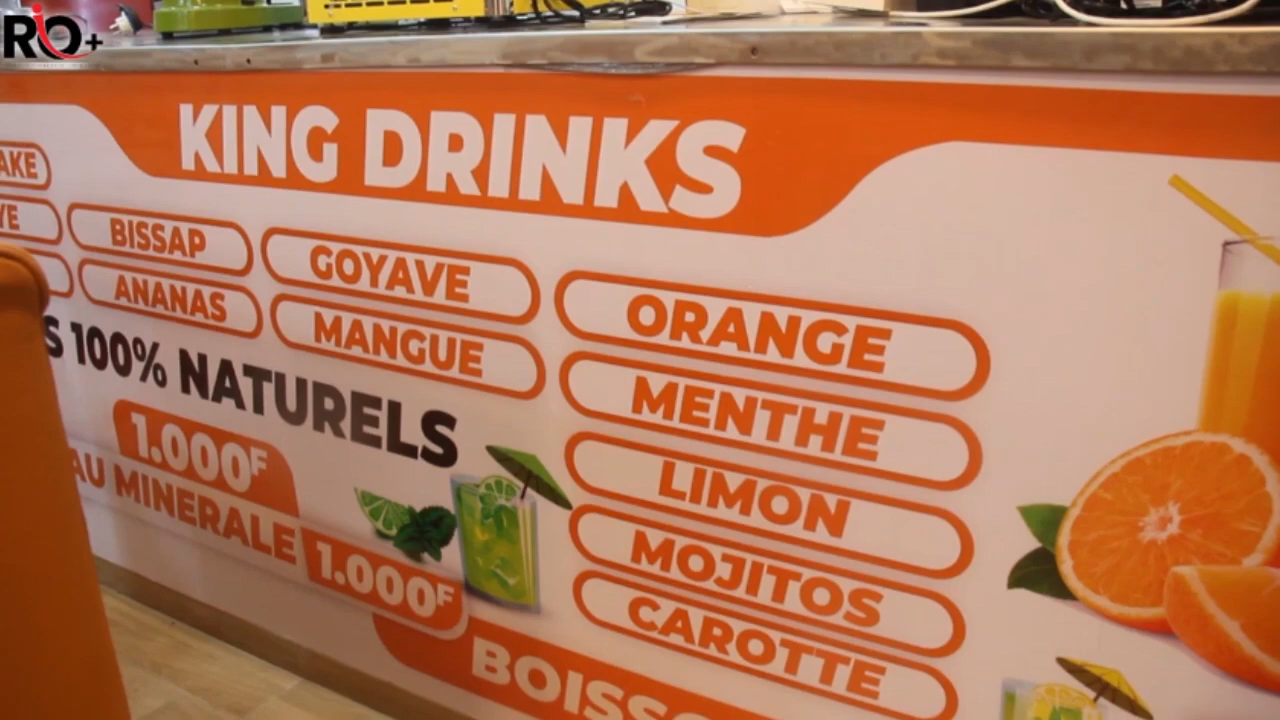 RIO+
KING DRINKS
BISSAP
ANANAS
GOYAVE
MANGUE
ORANGE
MENTHE
LIMON
MOJITOS
CAROTTE
100% NATURELS
1.000F
MINERALE 1.000F